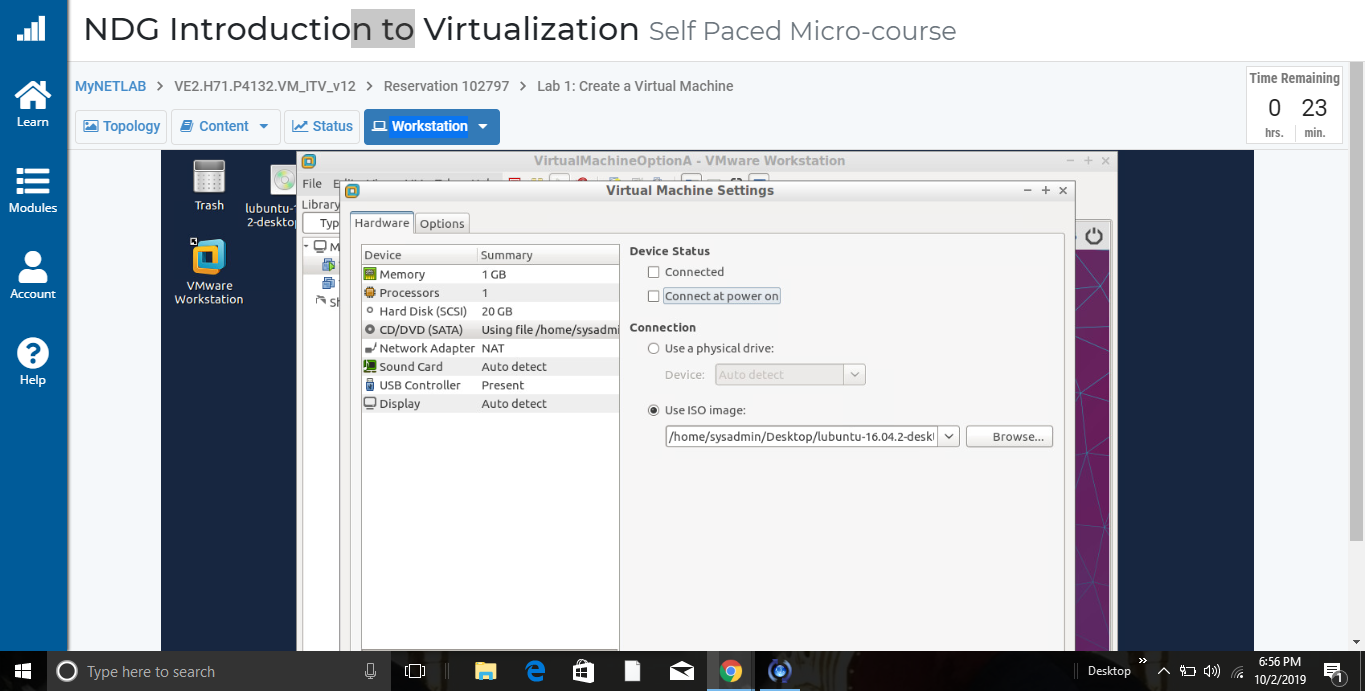 NDG Introduction to Virtualization Self Paced Micro-course
Learn
Modules
Account
Help
MyNETLAB > VE2.H71.P4132.VM_ITV_v12 > Reservation 102797 > Lab 1: Create a Virtual Machine
Time Remaining
0 23
hrs. min.
Topology Content Status Workstation
Trash
lubuntu-
2-deskto
VMware
Workstation
VirtualMachineOptionA - VMware Workstation
File
Library
Virtual Machine Settings
Hardware Options
Device Summary
Memory 1 GB
Processors 1
Hard Disk (SCSI) 20 GB
CD/DVD (SATA) Using file /home/sysadmi
Network Adapter NAT
Sound Card Auto detect
USB Controller Present
Display Auto detect
Device Status
Connected
Connect at power on
Connection
Use a physical drive:
Device: Auto detect
Use ISO image:
/home/sysadmin/Desktop/lubuntu-16.04.2-desk
Browse...
Type here to search
Desktop
6:56 PM
10/2/2019
1